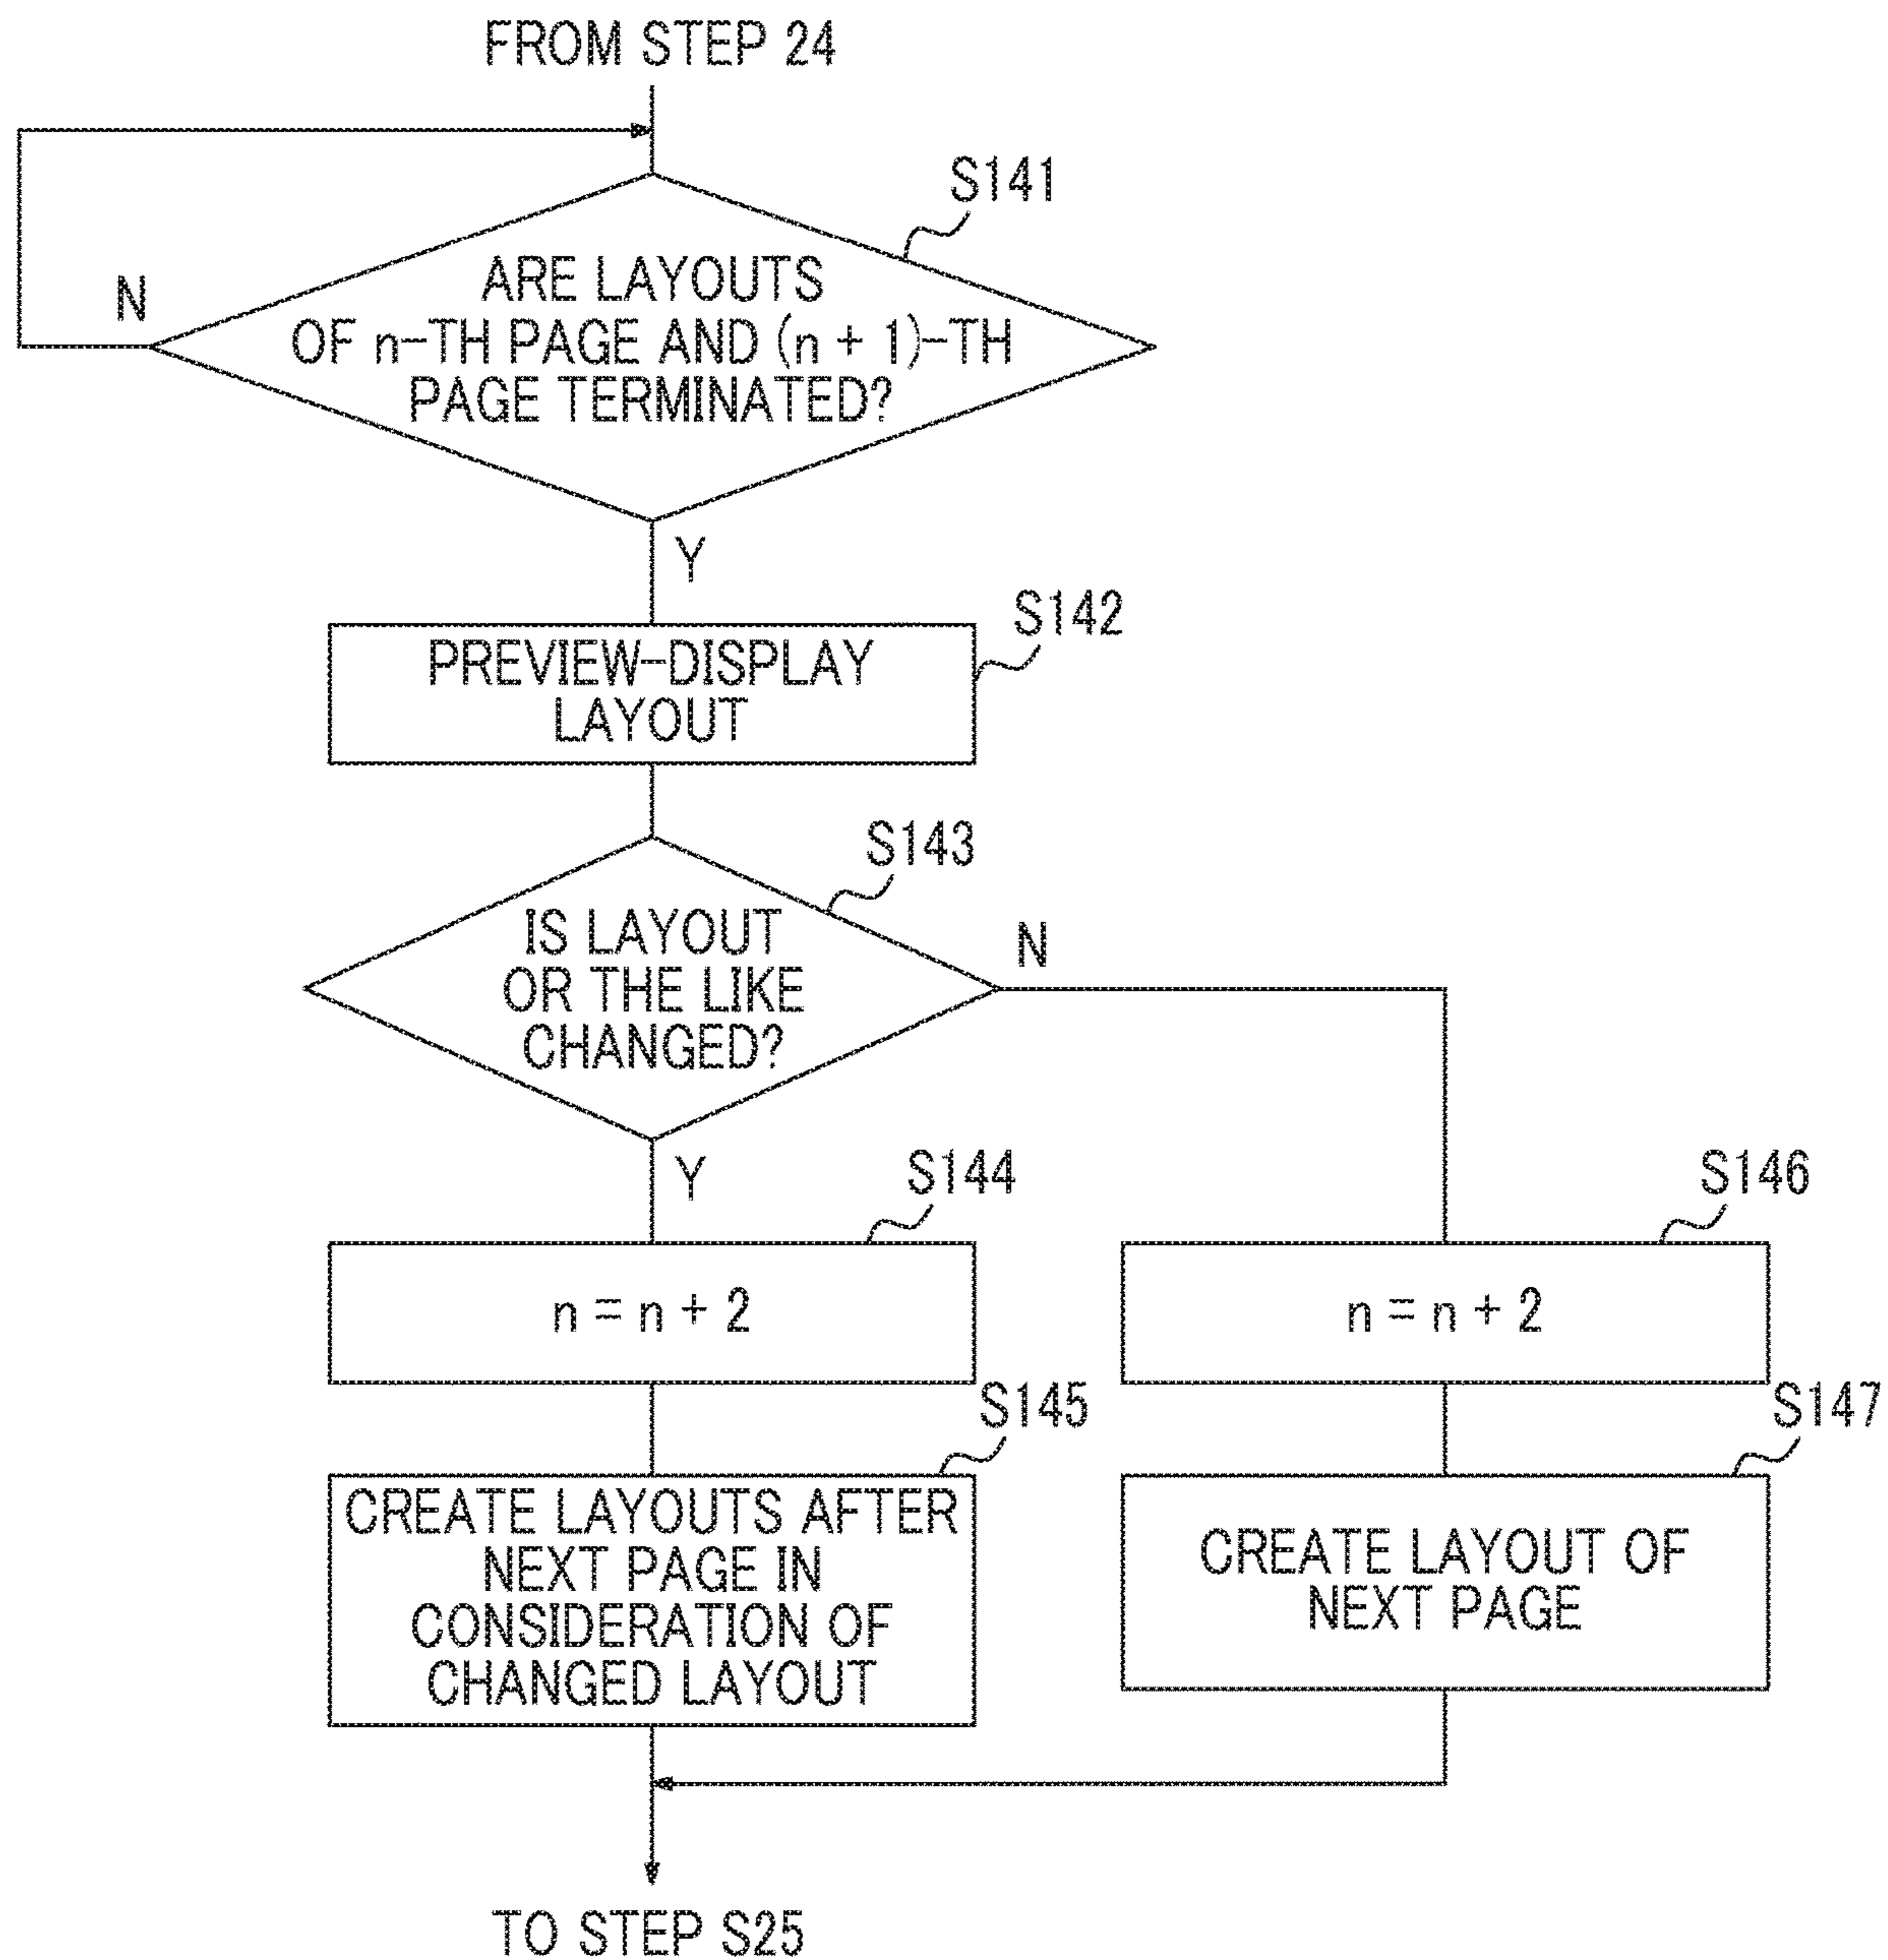 FROM STEP 24
S141
N
ARE LAYOUTS
OF n-TH PAGE AND (n + 1)-TH
PAGE TERMINATED?
Y
S142
PREVIEW-DISPLAY
LAYOUT
S143
IS LAYOUT
OR THE LIKE
CHANGED?
N
Y
S144
n = n + 2
S146
n = n + 2
S145
CREATE LAYOUTS AFTER
NEXT PAGE IN
CONSIDERATION OF
CHANGED LAYOUT
S147
CREATE LAYOUT OF
NEXT PAGE
TO STEP S25